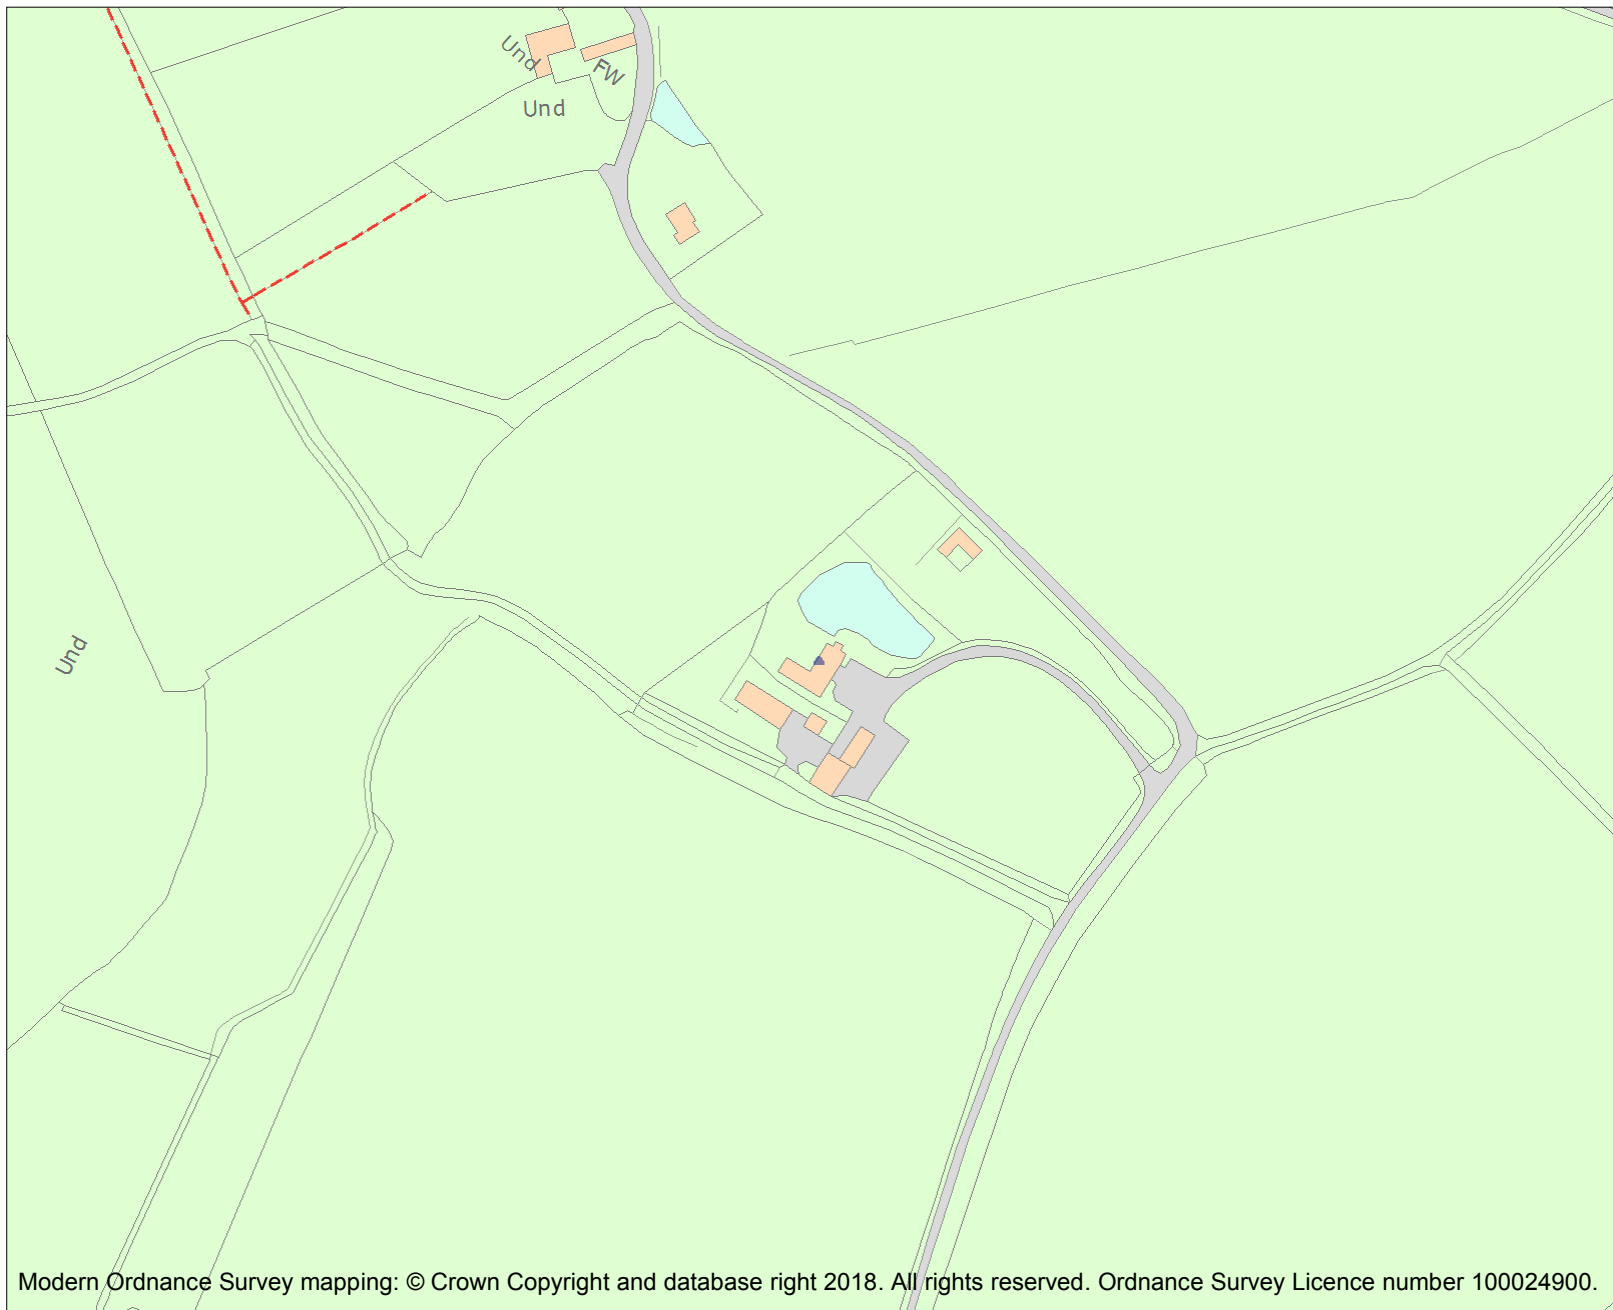 Und
FW
Und
Und
Modern Ordnance Survey mapping: © Crown Copyright and database right 2018. All rights reserved. Ordnance Survey Licence number 100024900.